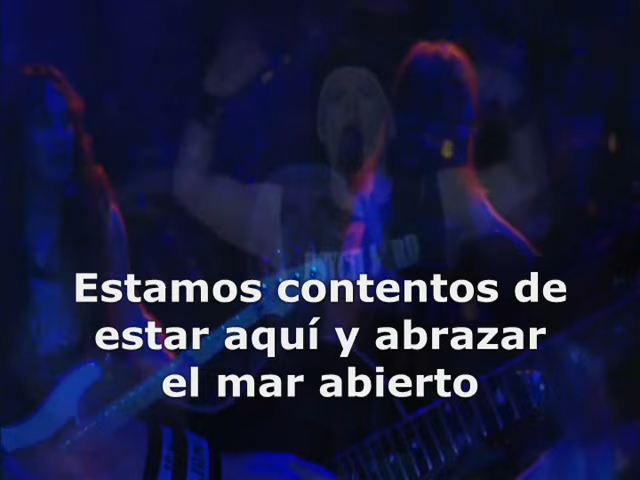 Estamos contentos de
estar aquí y abrazar
el mar abierto